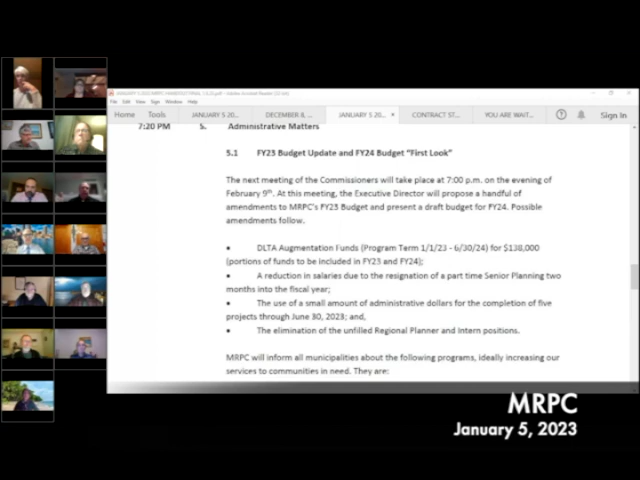 Home Tools JANUARY 5 20... DECEMBER 8, ... JANUARY 5 20... × CONTRACT ST... YOU ARE WAIT... Sign In
7:20 PM 5. Administrative Matters
5.1 FY23 Budget Update and FY24 Budget "First Look"
The next meeting of the Commissioners will take place at 7:00 p.m. on the evening of
February 9th. At this meeting, the Executive Director will propose a handful of
amendments to MRPC's FY23 Budget and present a draft budget for FY24. Possible
amendments follow.
• DLTA Augmentation Funds (Program Term 1/1/23 - 6/30/24) for $138,000
(portions of funds to be included in FY23 and FY24);
• A reduction in salaries due to the resignation of a part time Senior Planning two
months into the fiscal year;
• The use of a small amount of administrative dollars for the completion of five
projects through June 30, 2023; and,
• The elimination of the unfilled Regional Planner and Intern positions.
MRPC will inform all municipalities about the following programs, ideally increasing our
services to communities in need. They are:
MRPC
January 5, 2023